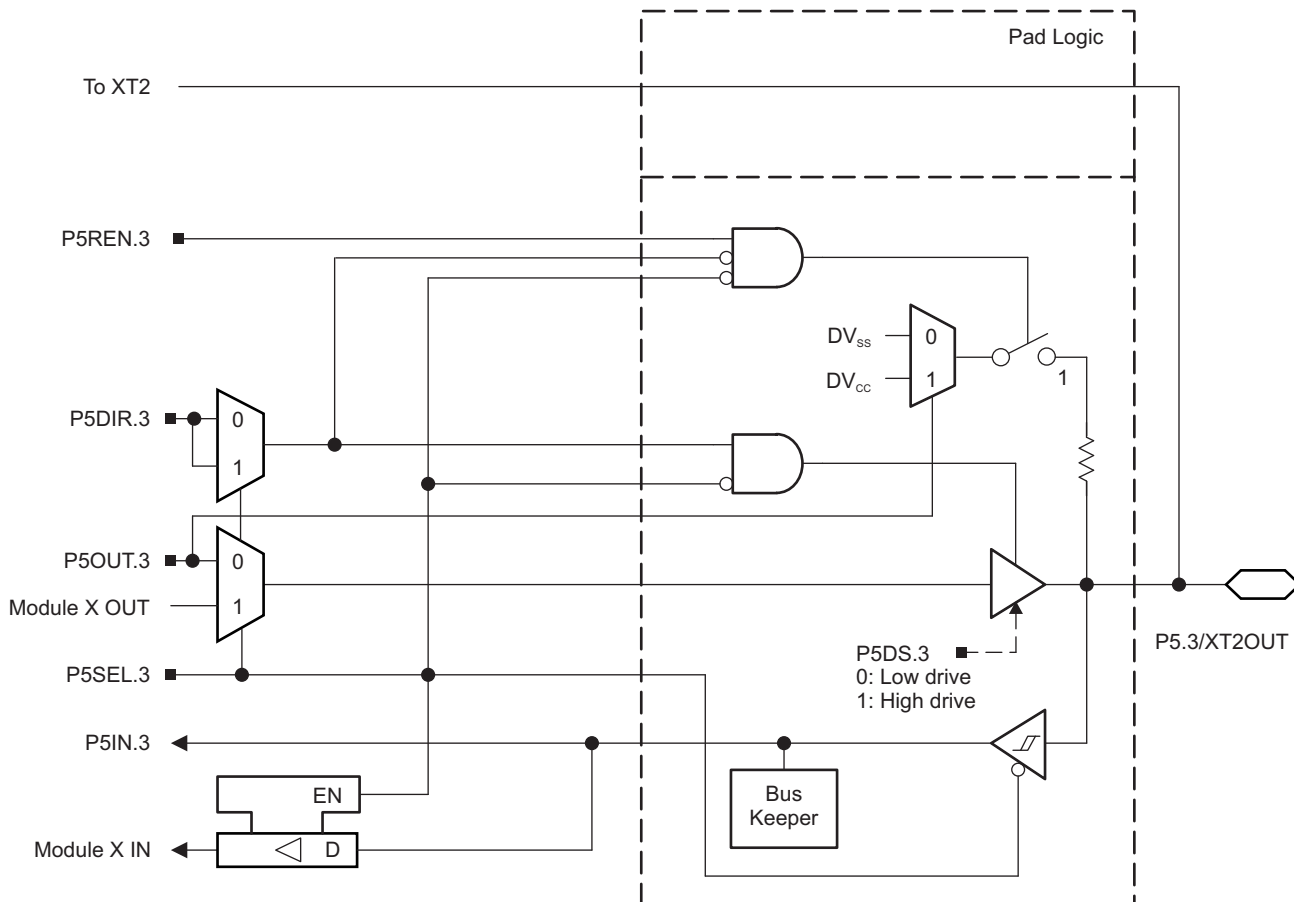 Pad Logic
To XT2
P5REN.3
DVSS
0
DVCC
1
1
P5DIR.3
0
1
P5OUT.3
0
Module X OUT
1
P5SEL.3
P5DS.3
0: Low drive
1: High drive
P5.3/XT2OUT
P5IN.3
EN
Bus
Keeper
Module X IN
D